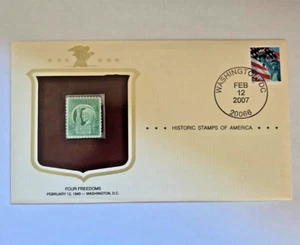 WASHINGTON, DC
FEB
12
2007
20066
HISTORIC STAMPS OF AMERICA
FOUR FREEDOMS
FEBRUARY 12, 1943 — WASHINGTON, D.C.